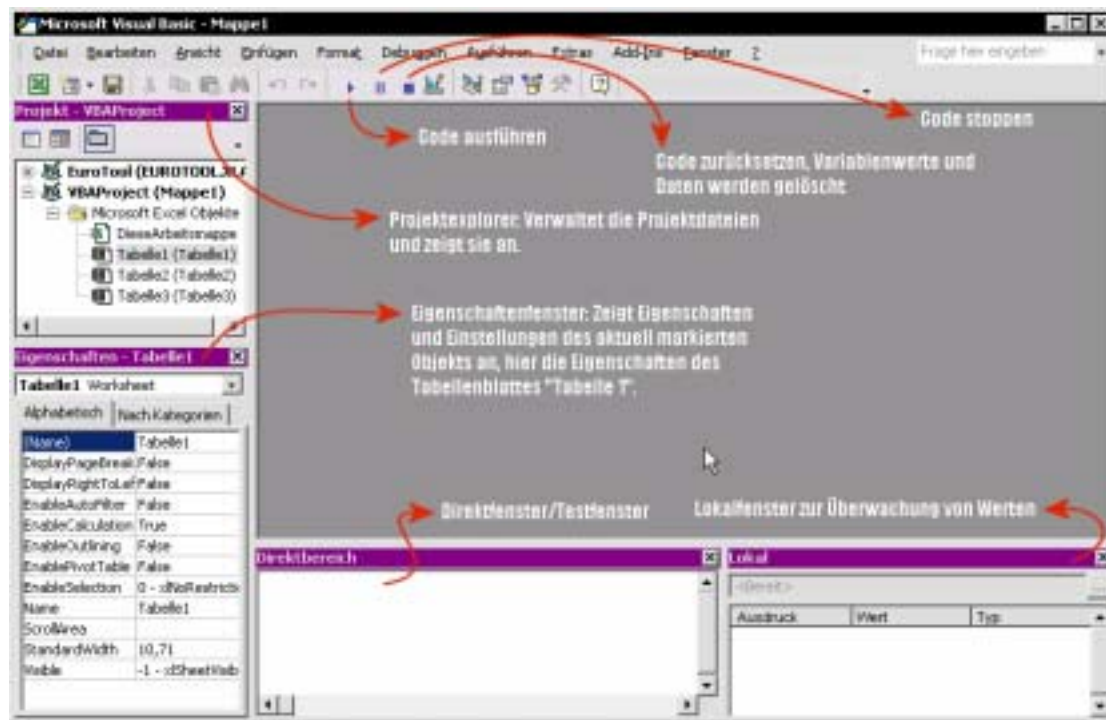 Microsoft Visual Basic - Mappe1
Datei Bearbeiten Ansicht Einfügen Format Debuggen Ausführen Extras Add-Ins Fenster ?
Frage hier eingeben
Projekt - VBAProject
Code ausführen
Code stoppen
Code zurücksetzen, Variablenwerte und
Daten werden gelöscht
EuroTool (EUROTOOL.XLA
VBAProject (Mappe1)
Microsoft Excel Objekte
DieseArbeitsmappe
Tabelle1 (Tabelle1)
Tabelle2 (Tabelle2)
Tabelle3 (Tabelle3)
Projektexplorer: Verwaltet die Projektdateien
und zeigt sie an.
Eigenschaftenfenster: Zeigt Eigenschaften
und Einstellungen des aktuell markierten
Objekts an, hier die Eigenschaften des
Tabellenblattes "Tabelle 1".
Eigenschaften - Tabelle1
Tabelle1 Worksheet
Alphabetisch Nach Kategorien
(Name) Tabelle1
DisplayPageBreak False
DisplayRightToLef False
EnableAutoFilter False
EnableCalculation True
EnableOutlining False
EnablePivotTable False
EnableSelection 0 - xlNoRestrictio
Name Tabelle1
ScrollArea
StandardWidth 10,71
Visible -1 - xlSheetVisib
Direktfenster/Testfenster
Lokalfenster zur Überwachung von Werten
Direktbereich
Lokal
<Bereit>
Ausdruck Wert Typ